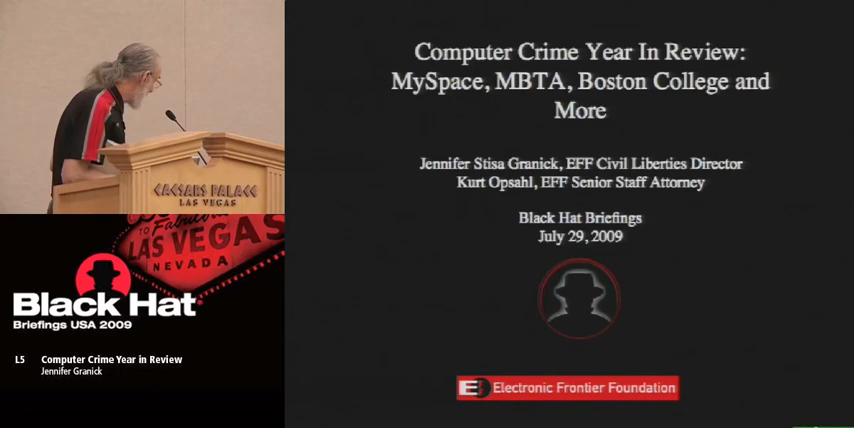 Computer Crime Year In Review:
MySpace, MBTA, Boston College and
More
Jennifer Stisa Granick, EFF Civil Liberties Director
Kurt Opsahl, EFF Senior Staff Attorney
Black Hat Briefings
July 29, 2009
Electronic Frontier Foundation
CAESARS PALACE
LAS VEGAS
TO Fabulous
LAS VEGAS
NEVADA
Black Hat
Briefings USA 2009
L5 Computer Crime Year in Review
Jennifer Granick